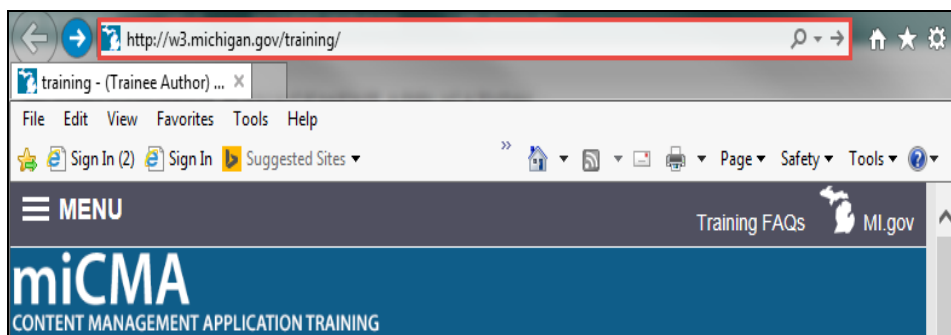 http://w3.michigan.gov/training/
training - (Trainee Author) ...
File Edit View Favorites Tools Help
Sign In (2) Sign In Suggested Sites Page Safety Tools
MENU Training FAQs MI.gov
miCMA
CONTENT MANAGEMENT APPLICATION TRAINING